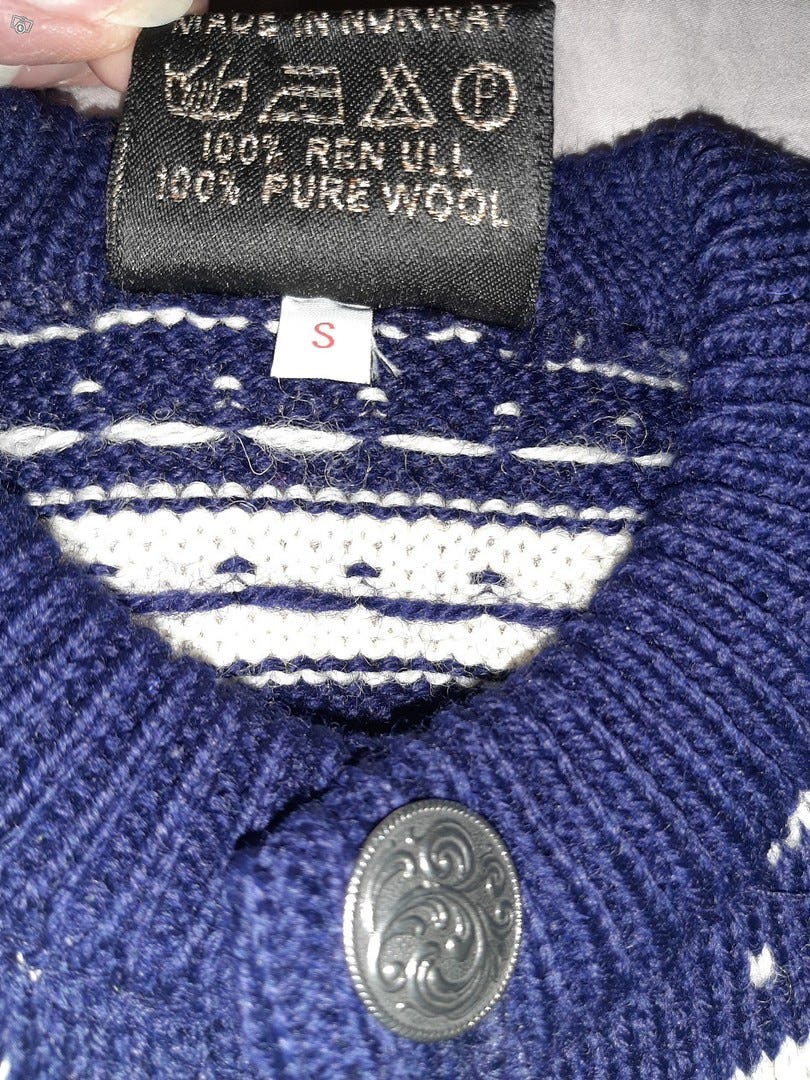 MADE IN NORWAY
P
100% REN ULL
100% PURE WOOL
S